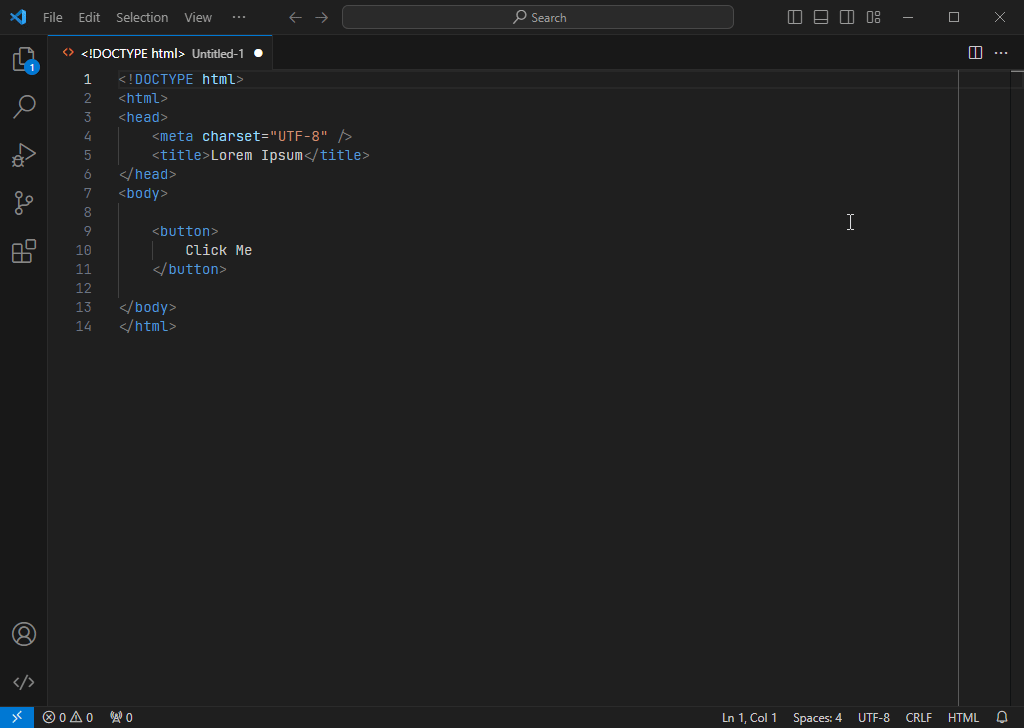 File Edit Selection View ··· Search
<!DOCTYPE html> Untitled-1
1
1 <!DOCTYPE html>
2 <html>
3 <head>
4 <meta charset="UTF-8" />
5 <title>Lorem Ipsum</title>
6 </head>
7 <body>
8
9 <button>
10 Click Me
11 </button>
12
13 </body>
14 </html>
0 0 0 Ln 1, Col 1 Spaces: 4 UTF-8 CRLF HTML